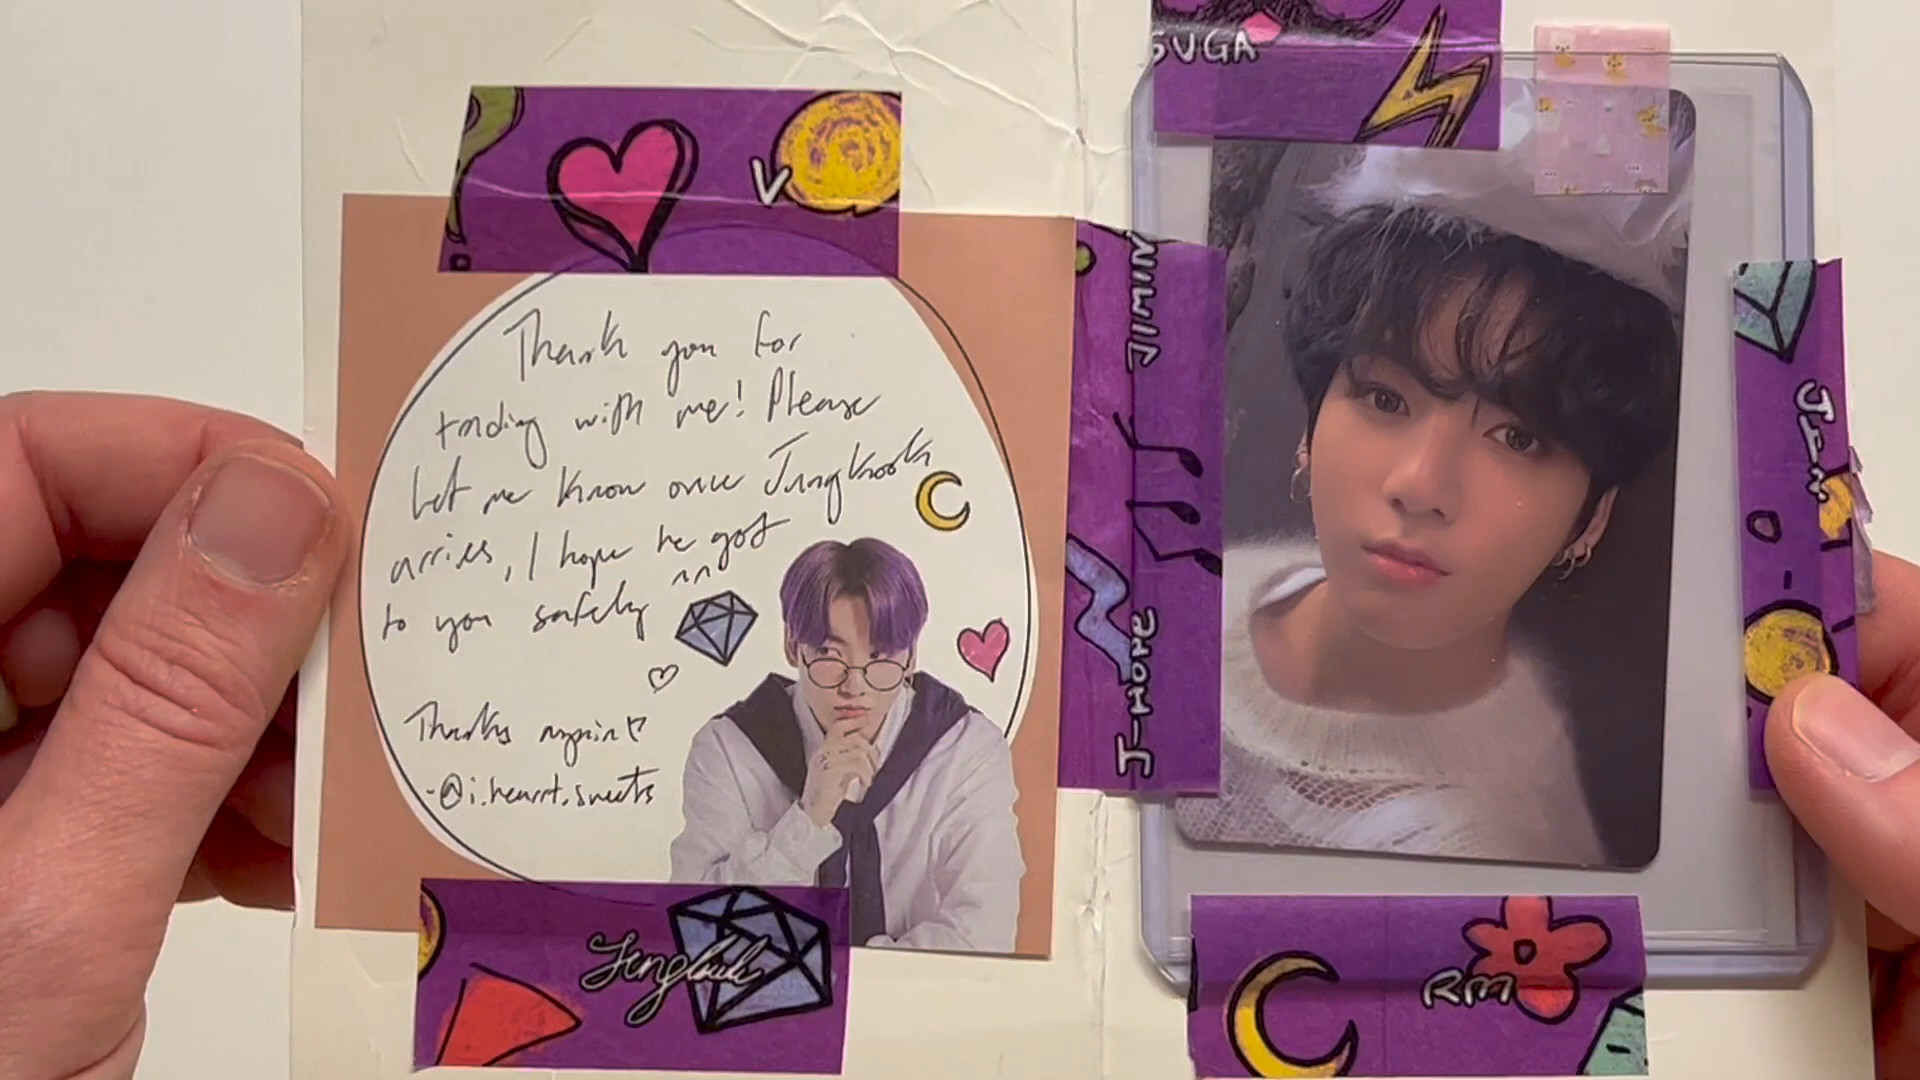 V
Thank you for
trading with me! Please
let me know once Jungkook
arrives, I hope he got
to you safely ^^
Thanks again
-@i.heart.sweets
Jungkook
SUGA
JIMIN
J-HOPE
JIN
RM